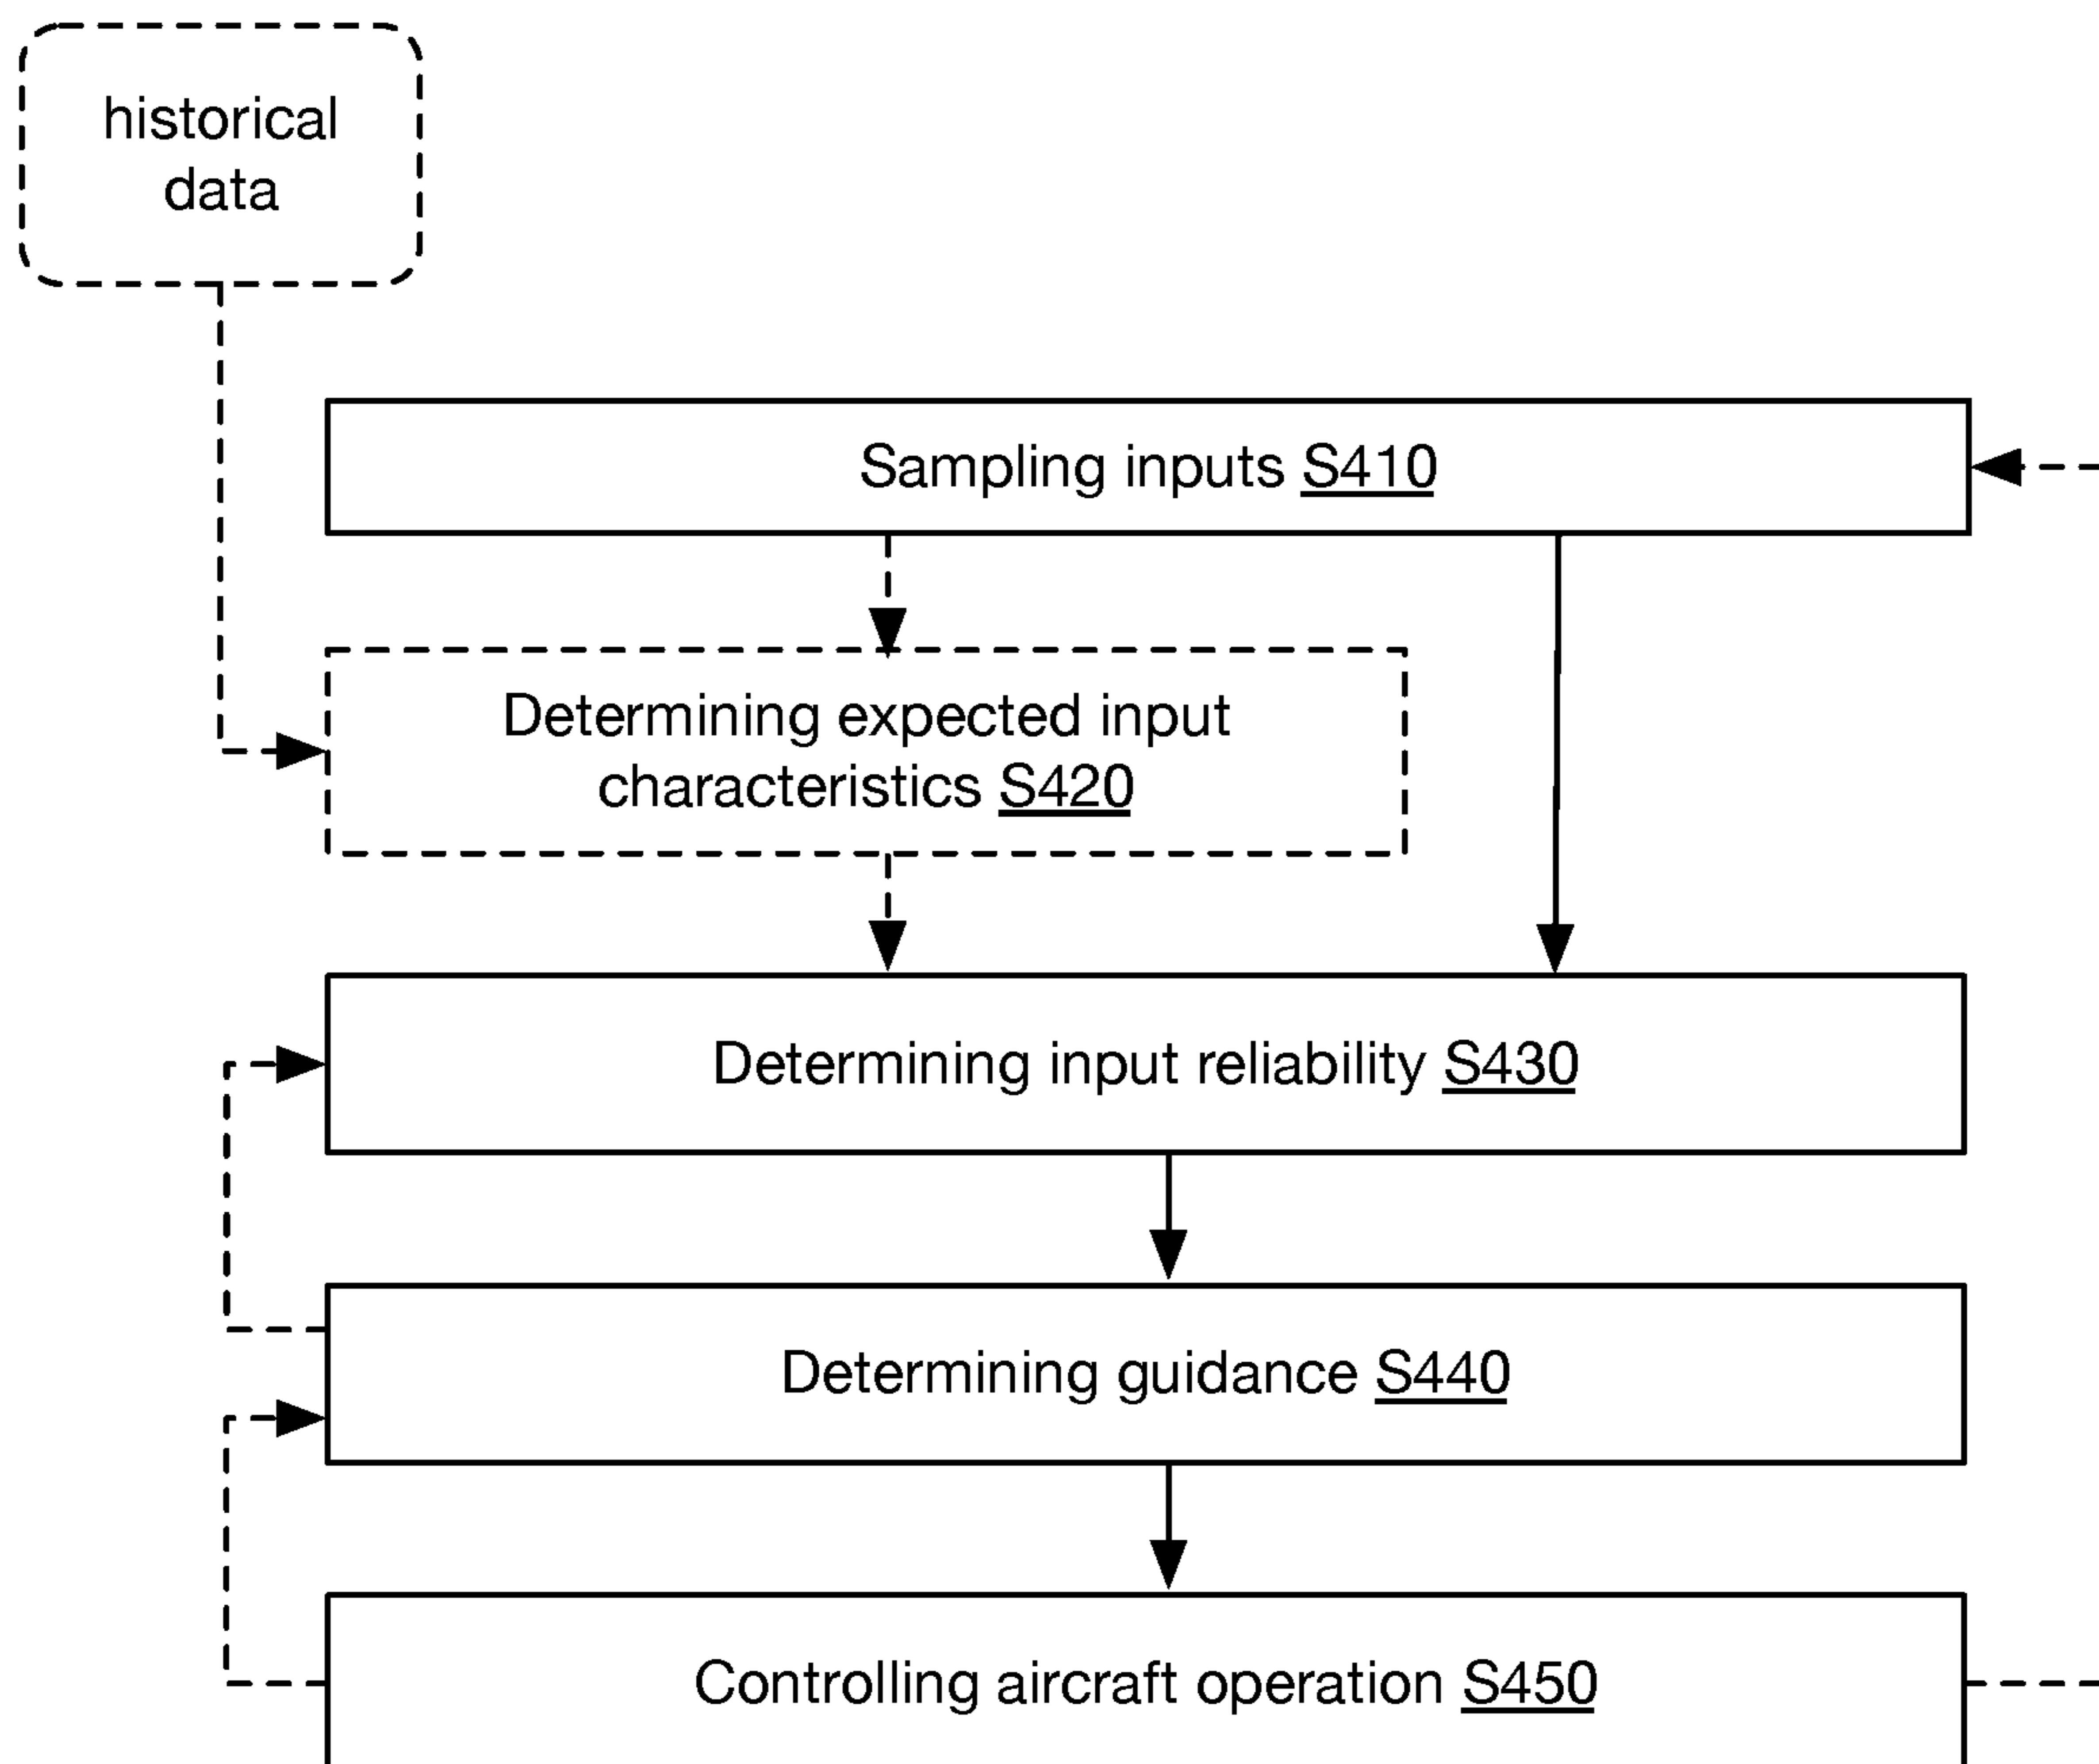 historical
data
Sampling inputs S410
Determining expected input
characteristics S420
Determining input reliability S430
Determining guidance S440
Controlling aircraft operation S450